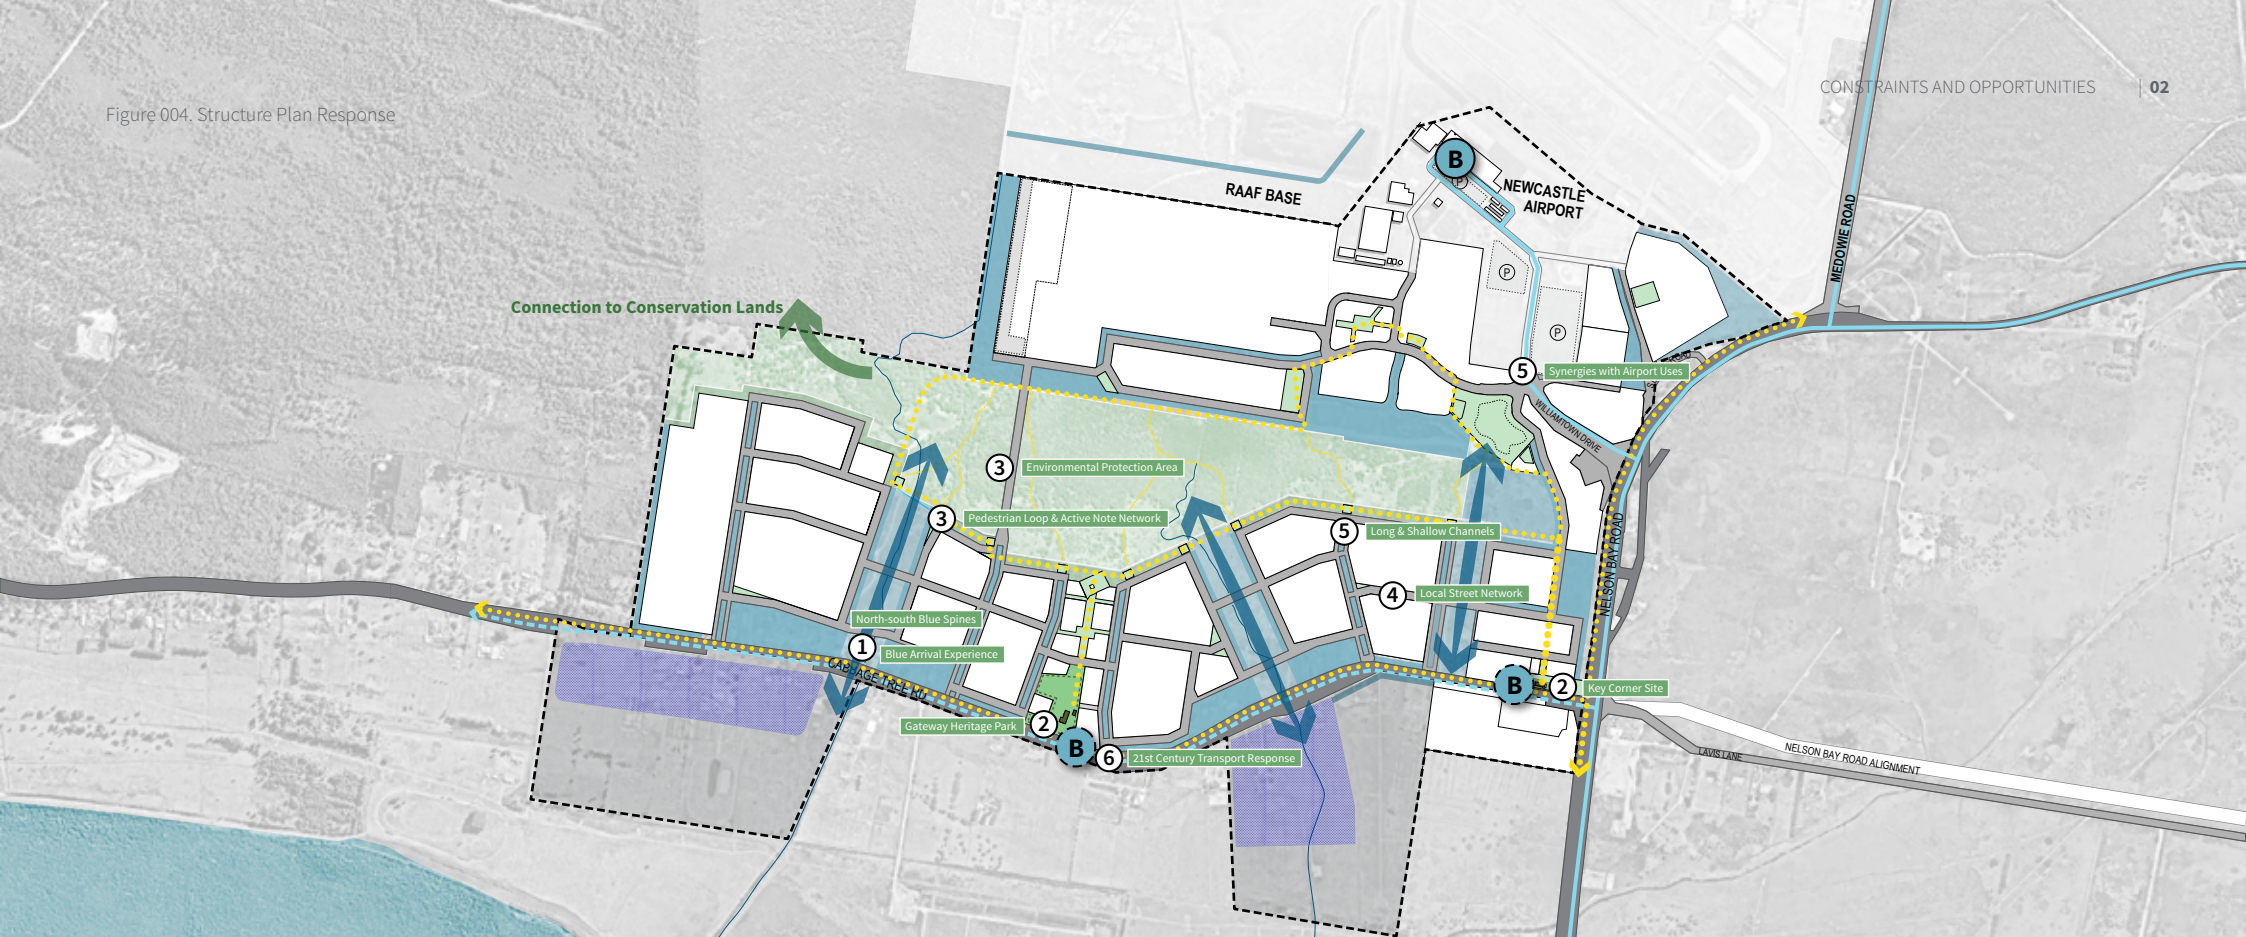 CONSTRAINTS AND OPPORTUNITIES | 02
Figure 004. Structure Plan Response
B
RAAF BASE
NEWCASTLE
AIRPORT
P
MEDOWIE ROAD
P
P
Connection to Conservation Lands
5 Synergies with Airport Uses
ROAD
WILLIAMTOWN DRIVE
3 Environmental Protection Area
3 Pedestrian Loop & Active Note Network
5 Long & Shallow Channels
NELSON BAY ROAD
4 Local Street Network
North-south Blue Spines
1 Blue Arrival Experience
CABBAGE TREE RD
B 2 Key Corner Site
Gateway Heritage Park 2
B 6 21st Century Transport Response
NELSON BAY ROAD ALIGNMENT
LAVIS LANE